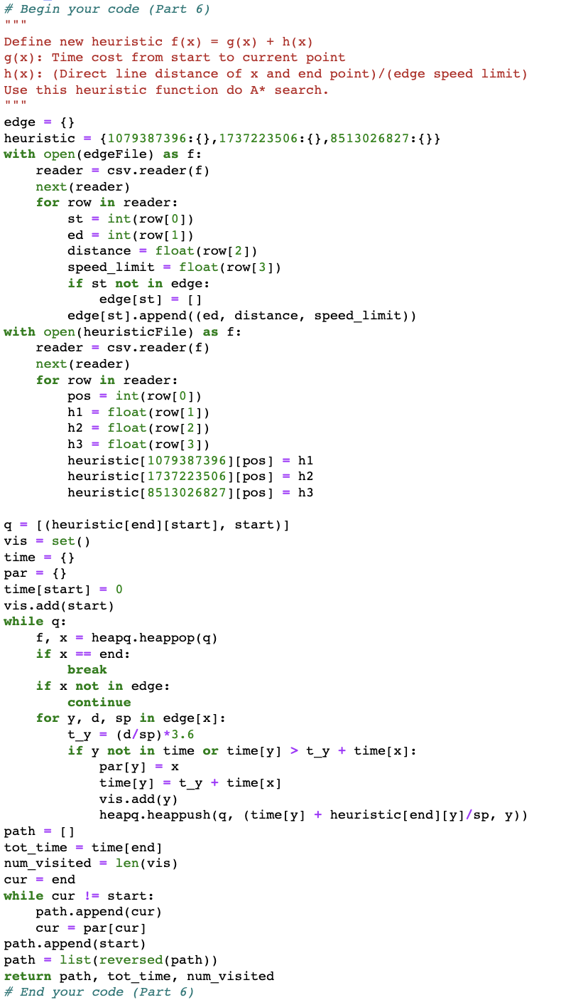 # Begin your code (Part 6)
"""
Define new heuristic f(x) = g(x) + h(x)
g(x): Time cost from start to current point
h(x): (Direct line distance of x and end point)/(edge speed limit)
Use this heuristic function do A* search.
"""
edge = {}
heuristic = {1079387396:{},1737223506:{},8513026827:{}}
with open(edgeFile) as f:
    reader = csv.reader(f)
    next(reader)
    for row in reader:
        st = int(row[0])
        ed = int(row[1])
        distance = float(row[2])
        speed_limit = float(row[3])
        if st not in edge:
            edge[st] = []
        edge[st].append((ed, distance, speed_limit))
with open(heuristicFile) as f:
    reader = csv.reader(f)
    next(reader)
    for row in reader:
        pos = int(row[0])
        h1 = float(row[1])
        h2 = float(row[2])
        h3 = float(row[3])
        heuristic[1079387396][pos] = h1
        heuristic[1737223506][pos] = h2
        heuristic[8513026827][pos] = h3

q = [(heuristic[end][start], start)]
vis = set()
time = {}
par = {}
time[start] = 0
vis.add(start)
while q:
    f, x = heapq.heappop(q)
    if x == end:
        break
    if x not in edge:
        continue
    for y, d, sp in edge[x]:
        t_y = (d/sp)*3.6
        if y not in time or time[y] > t_y + time[x]:
            par[y] = x
            time[y] = t_y + time[x]
            vis.add(y)
            heapq.heappush(q, (time[y] + heuristic[end][y]/sp, y))
path = []
tot_time = time[end]
num_visited = len(vis)
cur = end
while cur != start:
    path.append(cur)
    cur = par[cur]
path.append(start)
path = list(reversed(path))
return path, tot_time, num_visited
# End your code (Part 6)